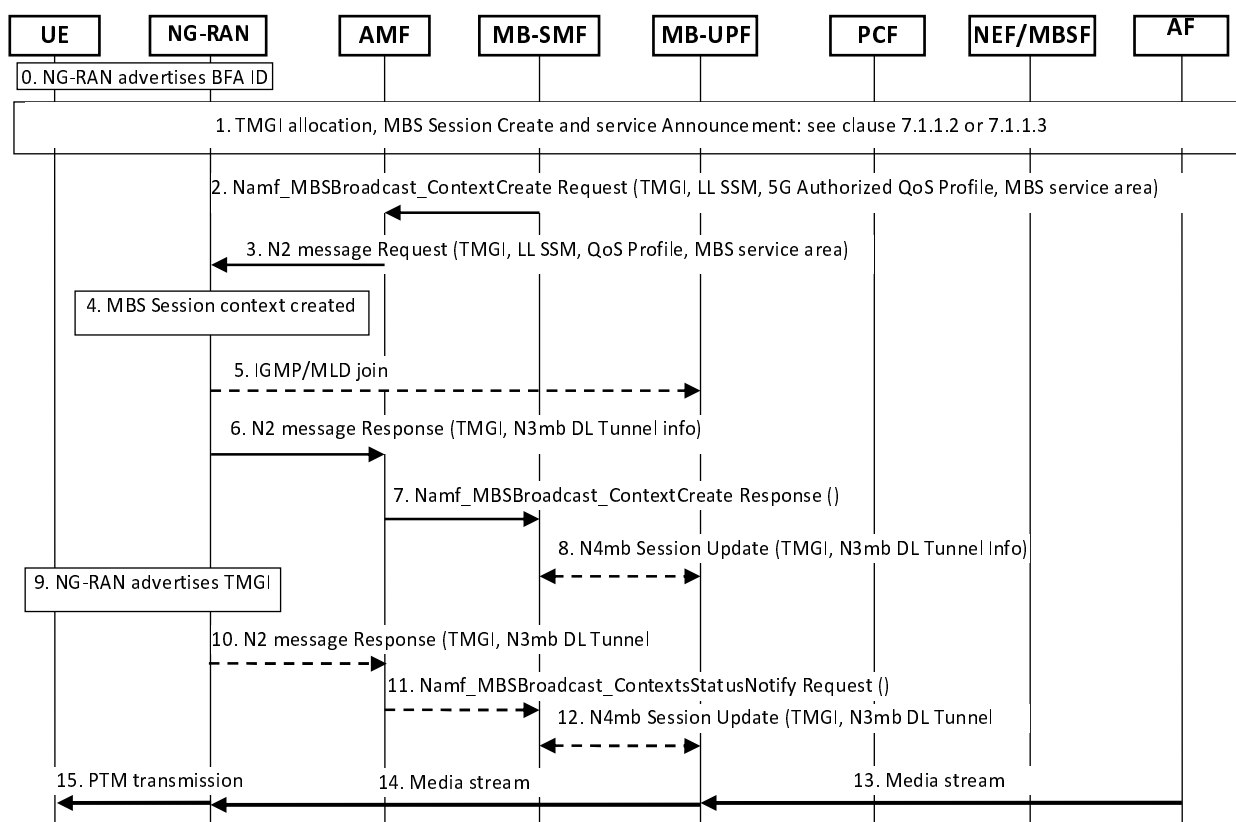 UE NG-RAN AMF MB-SMF MB-UPF PCF NEF/MBSF AF
0. NG-RAN advertises BFA ID
1. TMGI allocation, MBS Session Create and service Announcement: see clause 7.1.1.2 or 7.1.1.3
2. Namf_MBSBroadcast_ContextCreate Request (TMGI, LL SSM, 5G Authorized QoS Profile, MBS service area)
3. N2 message Request (TMGI, LL SSM, QoS Profile, MBS service area)
4. MBS Session context created
5. IGMP/MLD join
6. N2 message Response (TMGI, N3mb DL Tunnel info)
7. Namf_MBSBroadcast_ContextCreate Response ()
8. N4mb Session Update (TMGI, N3mb DL Tunnel Info)
9. NG-RAN advertises TMGI
10. N2 message Response (TMGI, N3mb DL Tunnel
11. Namf_MBSBroadcast_ContextsStatusNotify Request ()
12. N4mb Session Update (TMGI, N3mb DL Tunnel
15. PTM transmission 14. Media stream 13. Media stream